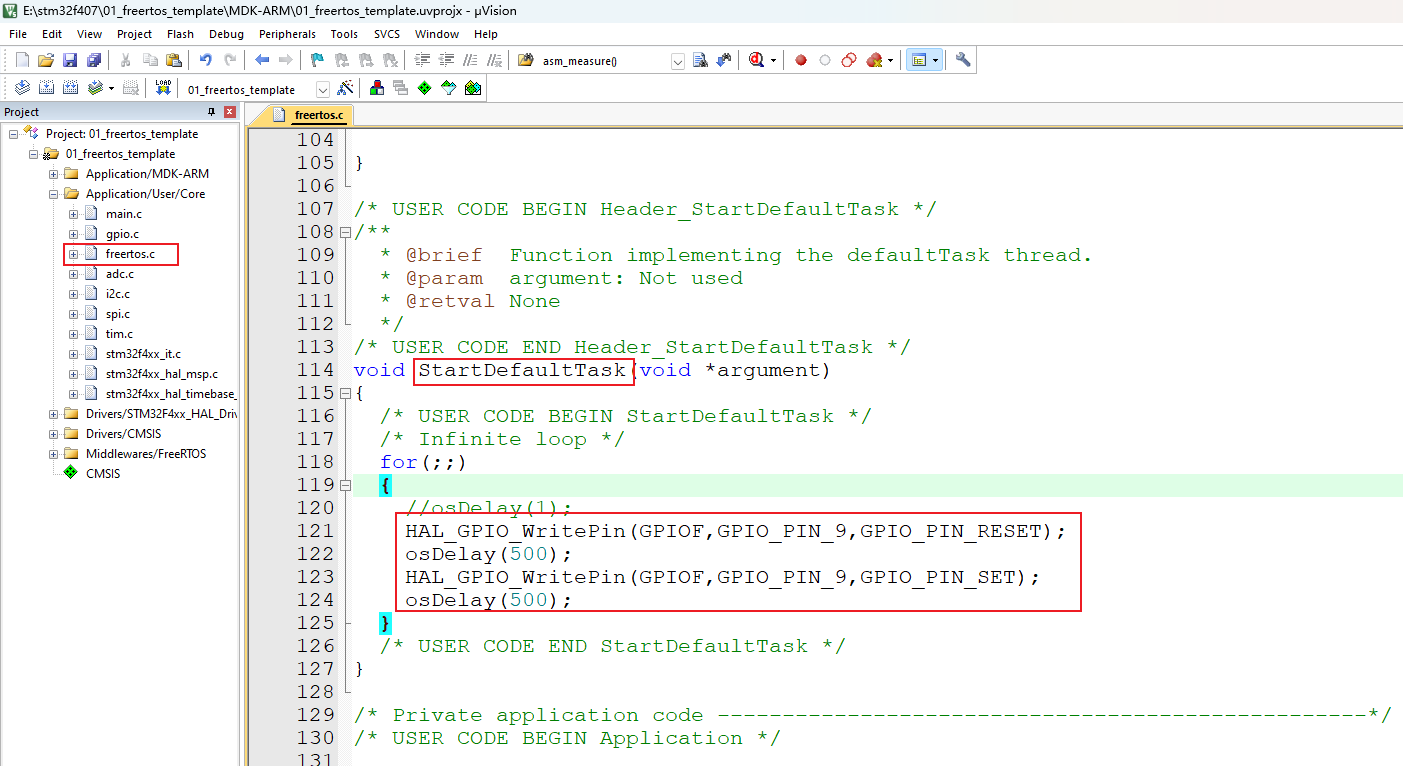 E:\stm32f407\01_freertos_template\MDK-ARM\01_freertos_template.uvprojx - µVision
File Edit View Project Flash Debug Peripherals Tools SVCS Window Help
asm_measure()
LOAD
01_freertos_template
Project
Project: 01_freertos_template
01_freertos_template
Application/MDK-ARM
Application/User/Core
main.c
gpio.c
freertos.c
adc.c
i2c.c
spi.c
tim.c
stm32f4xx_it.c
stm32f4xx_hal_msp.c
stm32f4xx_hal_timebase_
Drivers/STM32F4xx_HAL_Driv
Drivers/CMSIS
Middlewares/FreeRTOS
CMSIS
freertos.c
104
105 }
106
107 /* USER CODE BEGIN Header_StartDefaultTask */
108 /**
109 * @brief Function implementing the defaultTask thread.
110 * @param argument: Not used
111 * @retval None
112 */
113 /* USER CODE END Header_StartDefaultTask */
114 void StartDefaultTask(void *argument)
115 {
116 /* USER CODE BEGIN StartDefaultTask */
117 /* Infinite loop */
118 for(;;)
119 {
120 //osDelay(1);
121 HAL_GPIO_WritePin(GPIOF,GPIO_PIN_9,GPIO_PIN_RESET);
122 osDelay(500);
123 HAL_GPIO_WritePin(GPIOF,GPIO_PIN_9,GPIO_PIN_SET);
124 osDelay(500);
125 }
126 /* USER CODE END StartDefaultTask */
127 }
128
129 /* Private application code --------------------------------------------------*/
130 /* USER CODE BEGIN Application */
131